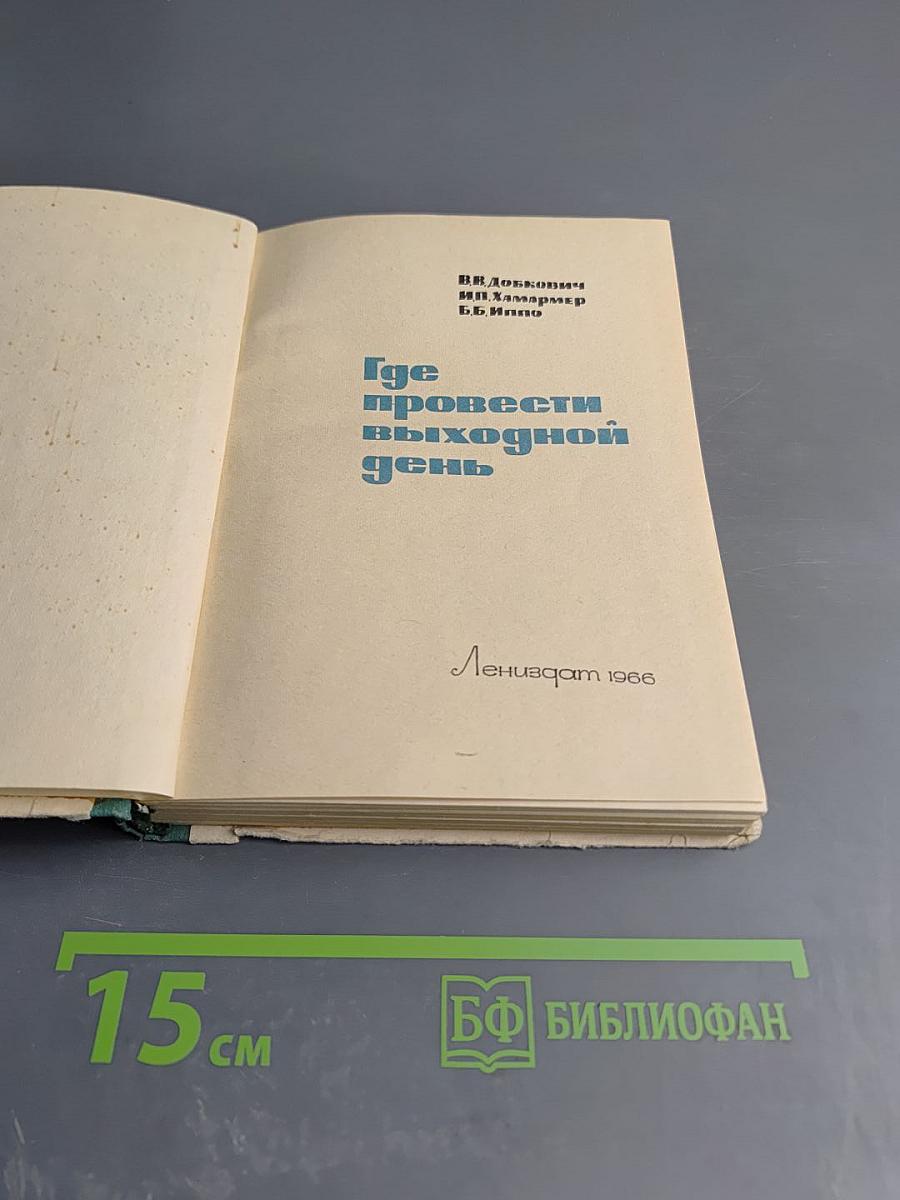 В.В.Добкович
И.П.Хамармер
Б.Б.Иппо
Где
провести
выходной
день
Лениздат 1966
15 см
БФ БИБЛИОФАН